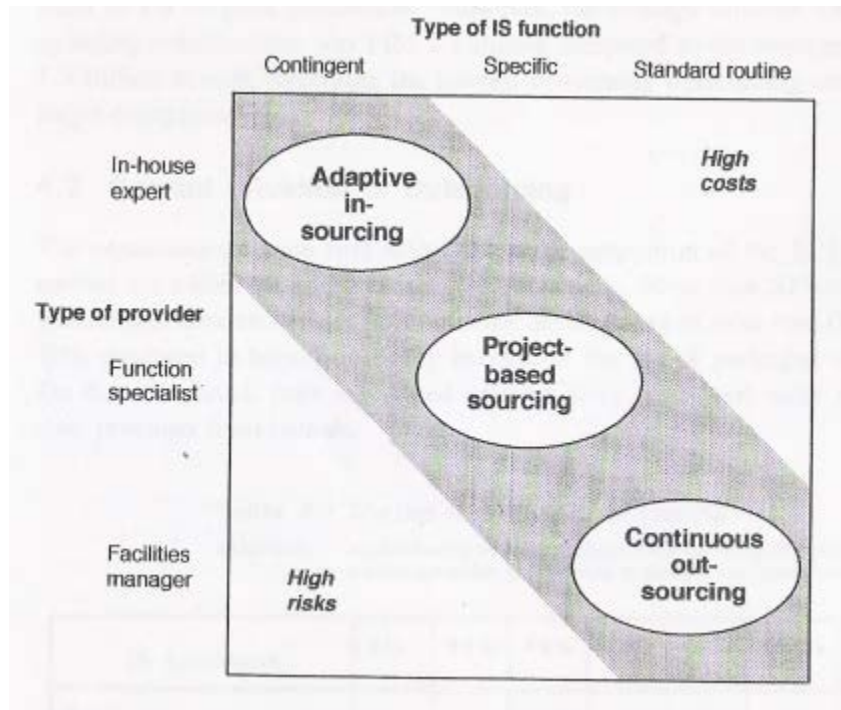 Type of IS function
Contingent
Specific
Standard routine
In-house
expert
Adaptive
in-
sourcing
High
costs
Type of provider
Function
specialist
Project-
based
sourcing
Facilities
manager
High
risks
Continuous
out-
sourcing